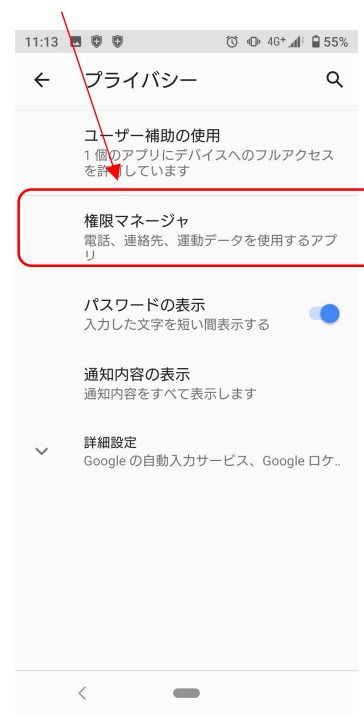 11:13 4G+ 55%
プライバシー
ユーザー補助の使用
1 個のアプリにデバイスへのフルアクセス
を許可しています
権限マネージャ
電話、連絡先、運動データを使用するアプ
リ
パスワードの表示
入力した文字を短い間表示する
通知内容の表示
通知内容をすべて表示します
詳細設定
Google の自動入力サービス、Google ロケ..